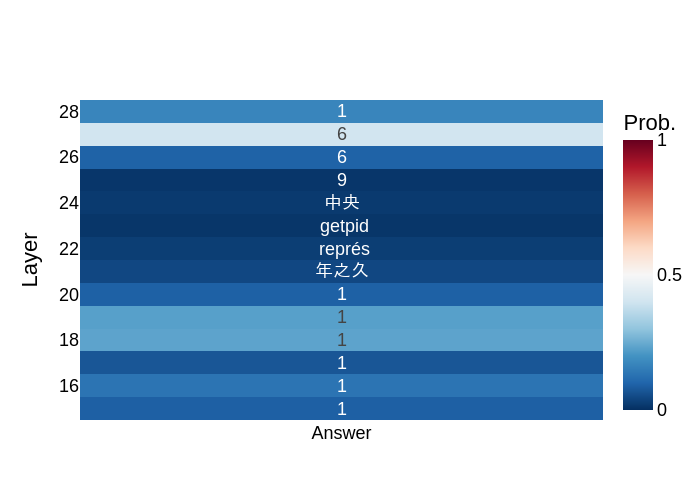 Prob.
28 1 1
6
26 6
9
24 中央
getpid
22 représ
Layer
年之久 0.5
20 1
1
18 1
1
16 1
1 0
Answer